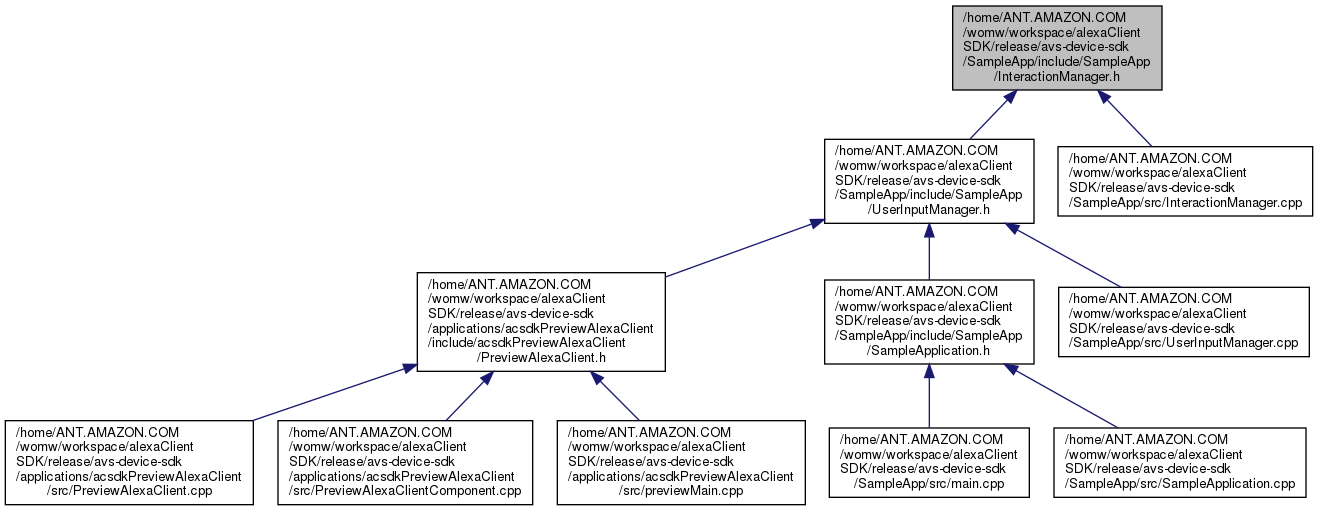 /home/ANT.AMAZON.COM
/womw/workspace/alexaClient
SDK/release/avs-device-sdk
/SampleApp/include/SampleApp
/InteractionManager.h
/home/ANT.AMAZON.COM
/womw/workspace/alexaClient
SDK/release/avs-device-sdk
/SampleApp/include/SampleApp
/UserInputManager.h
/home/ANT.AMAZON.COM
/womw/workspace/alexaClient
SDK/release/avs-device-sdk
/SampleApp/src/InteractionManager.cpp
/home/ANT.AMAZON.COM
/womw/workspace/alexaClient
SDK/release/avs-device-sdk
/applications/acsdkPreviewAlexaClient
/include/acsdkPreviewAlexaClient
/PreviewAlexaClient.h
/home/ANT.AMAZON.COM
/womw/workspace/alexaClient
SDK/release/avs-device-sdk
/SampleApp/include/SampleApp
/SampleApplication.h
/home/ANT.AMAZON.COM
/womw/workspace/alexaClient
SDK/release/avs-device-sdk
/SampleApp/src/UserInputManager.cpp
/home/ANT.AMAZON.COM
/womw/workspace/alexaClient
SDK/release/avs-device-sdk
/applications/acsdkPreviewAlexaClient
/src/PreviewAlexaClient.cpp
/home/ANT.AMAZON.COM
/womw/workspace/alexaClient
SDK/release/avs-device-sdk
/applications/acsdkPreviewAlexaClient
/src/PreviewAlexaClientComponent.cpp
/home/ANT.AMAZON.COM
/womw/workspace/alexaClient
SDK/release/avs-device-sdk
/applications/acsdkPreviewAlexaClient
/src/previewMain.cpp
/home/ANT.AMAZON.COM
/womw/workspace/alexaClient
SDK/release/avs-device-sdk
/SampleApp/src/main.cpp
/home/ANT.AMAZON.COM
/womw/workspace/alexaClient
SDK/release/avs-device-sdk
/SampleApp/src/SampleApplication.cpp